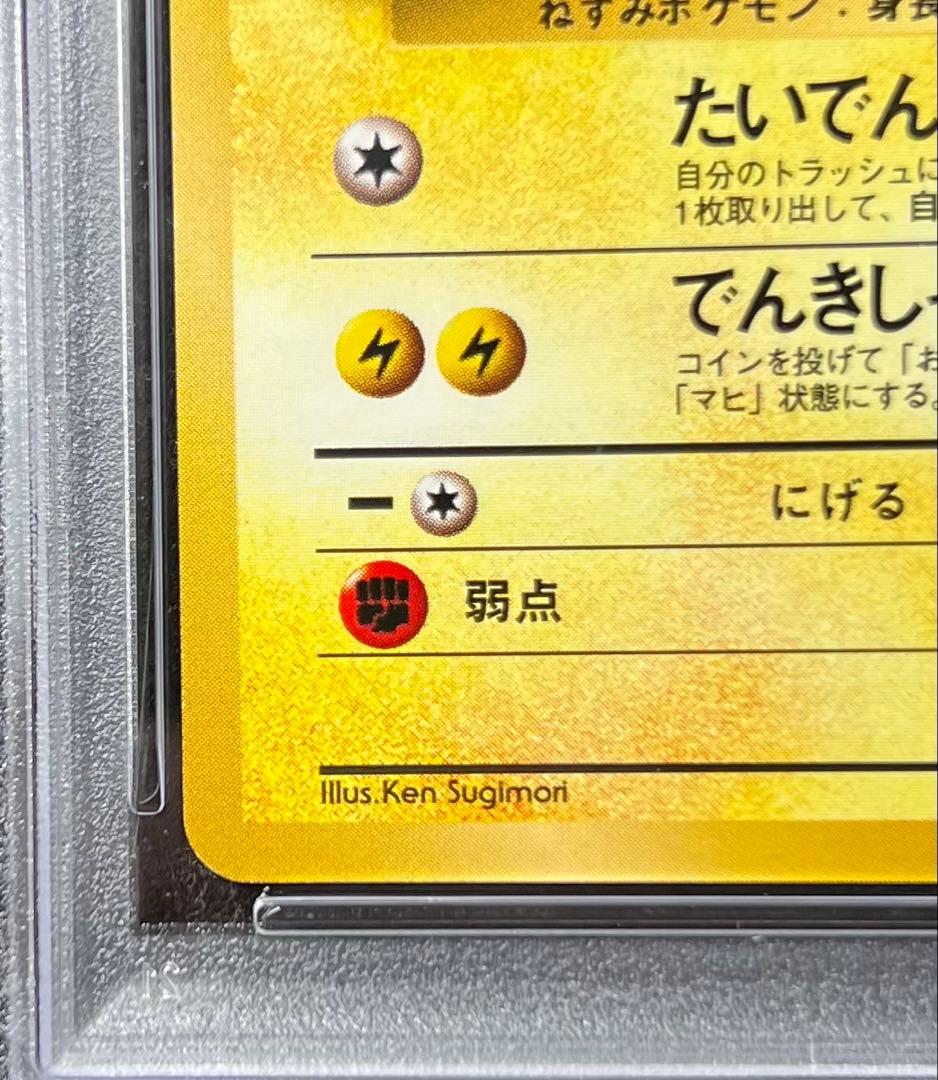 ねずみポケモン：身長
たいでん
自分のトラッシュに
1枚取り出して、自
でんきし
コインを投げて「お
「マヒ」状態にする。
にげる
弱点
Illus.Ken Sugimori
21